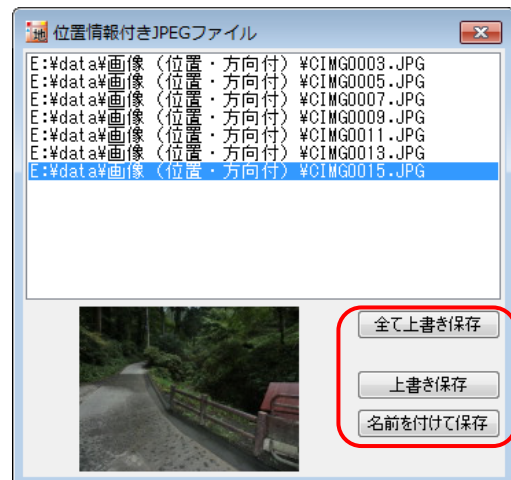 地 位置情報付きJPEGファイル
E:¥data¥画像（位置・方向付）¥CIMG0003.JPG
E:¥data¥画像（位置・方向付）¥CIMG0005.JPG
E:¥data¥画像（位置・方向付）¥CIMG0007.JPG
E:¥data¥画像（位置・方向付）¥CIMG0009.JPG
E:¥data¥画像（位置・方向付）¥CIMG0011.JPG
E:¥data¥画像（位置・方向付）¥CIMG0013.JPG
E:¥data¥画像（位置・方向付）¥CIMG0015.JPG
全て上書き保存
上書き保存
名前を付けて保存